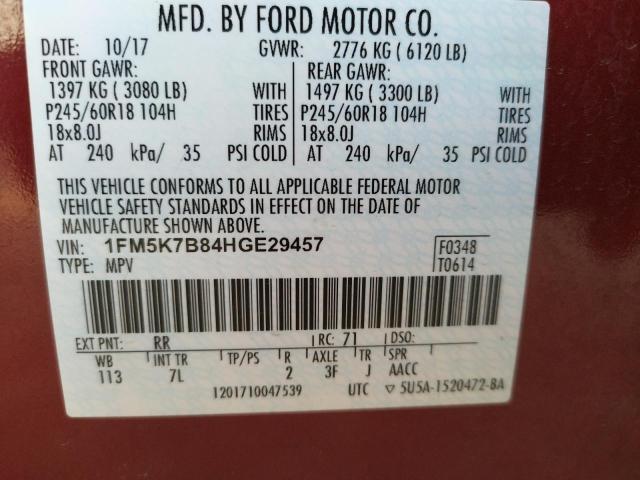 MFD. BY FORD MOTOR CO.
DATE: 10/17 GVWR: 2776 KG ( 6120 LB)
FRONT GAWR: REAR GAWR:
1397 KG ( 3080 LB) WITH 1497 KG ( 3300 LB) WITH
P245/60R18 104H TIRES P245/60R18 104H TIRES
18x8.0J RIMS 18x8.0J RIMS
AT 240 kPa/ 35 PSI COLD AT 240 kPa/ 35 PSI COLD
THIS VEHICLE CONFORMS TO ALL APPLICABLE FEDERAL MOTOR
VEHICLE SAFETY STANDARDS IN EFFECT ON THE DATE OF
MANUFACTURE SHOWN ABOVE.
VIN: 1FM5K7B84HGE29457 F0348
TYPE: MPV T0614
EXT PNT: RR RC: 71 DSO:
WB INT TR TP/PS R AXLE TR SPR
113 7L 2 3F J AACC
1201710047539 UTC ▽ 5U5A-1520472-BA